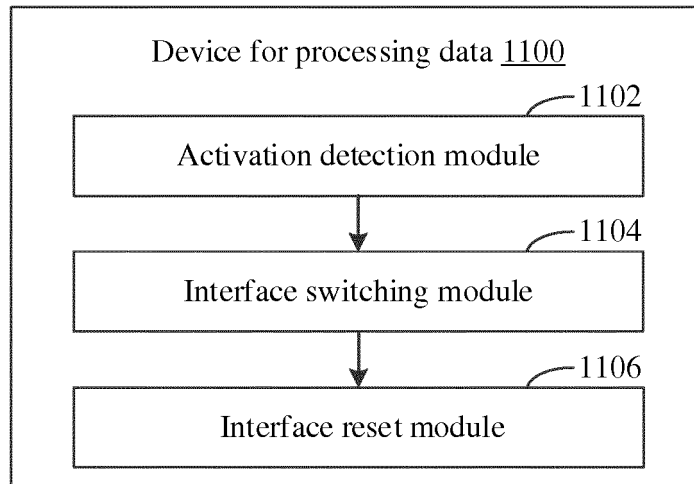 Device for processing data 1100
1102
Activation detection module
1104
Interface switching module
1106
Interface reset module